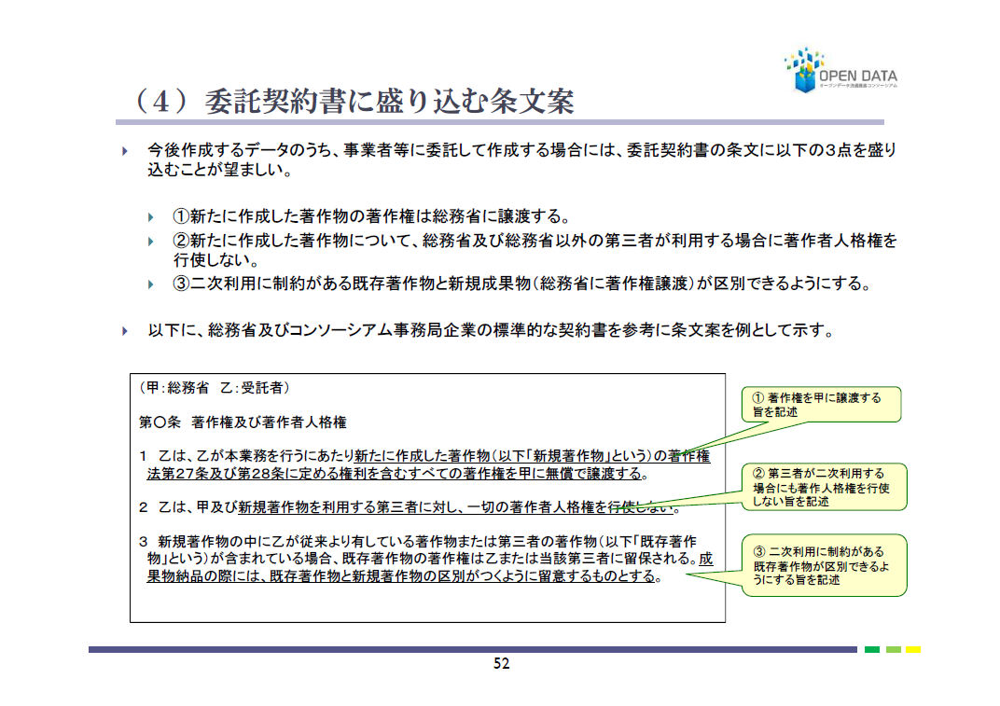 OPEN DATA
オープンデータ流通推進コンソーシアム
（４）委託契約書に盛り込む条文案
今後作成するデータのうち、事業者等に委託して作成する場合には、委託契約書の条文に以下の３点を盛り
込むことが望ましい。
①新たに作成した著作物の著作権は総務省に譲渡する。
②新たに作成した著作物について、総務省及び総務省以外の第三者が利用する場合に著作者人格権を
行使しない。
③二次利用に制約がある既存著作物と新規成果物（総務省に著作権譲渡）が区別できるようにする。
以下に、総務省及びコンソーシアム事務局企業の標準的な契約書を参考に条文案を例として示す。
（甲：総務省　乙：受託者）
第〇条　著作権及び著作者人格権
１　乙は、乙が本業務を行うにあたり新たに作成した著作物（以下「新規著作物」という）の著作権
法第２７条及び第２８条に定める権利を含むすべての著作権を甲に無償で譲渡する。
２　乙は、甲及び新規著作物を利用する第三者に対し、一切の著作者人格権を行使しない。
３　新規著作物の中に乙が従来より有している著作物または第三者の著作物（以下「既存著作
物」という）が含まれている場合、既存著作物の著作権は乙または当該第三者に留保される。成
果物納品の際には、既存著作物と新規著作物の区別がつくように留意するものとする。
① 著作権を甲に譲渡する
旨を記述
② 第三者が二次利用する
場合にも著作人格権を行使
しない旨を記述
③ 二次利用に制約がある
既存著作物が区別できるよ
うにする旨を記述
52